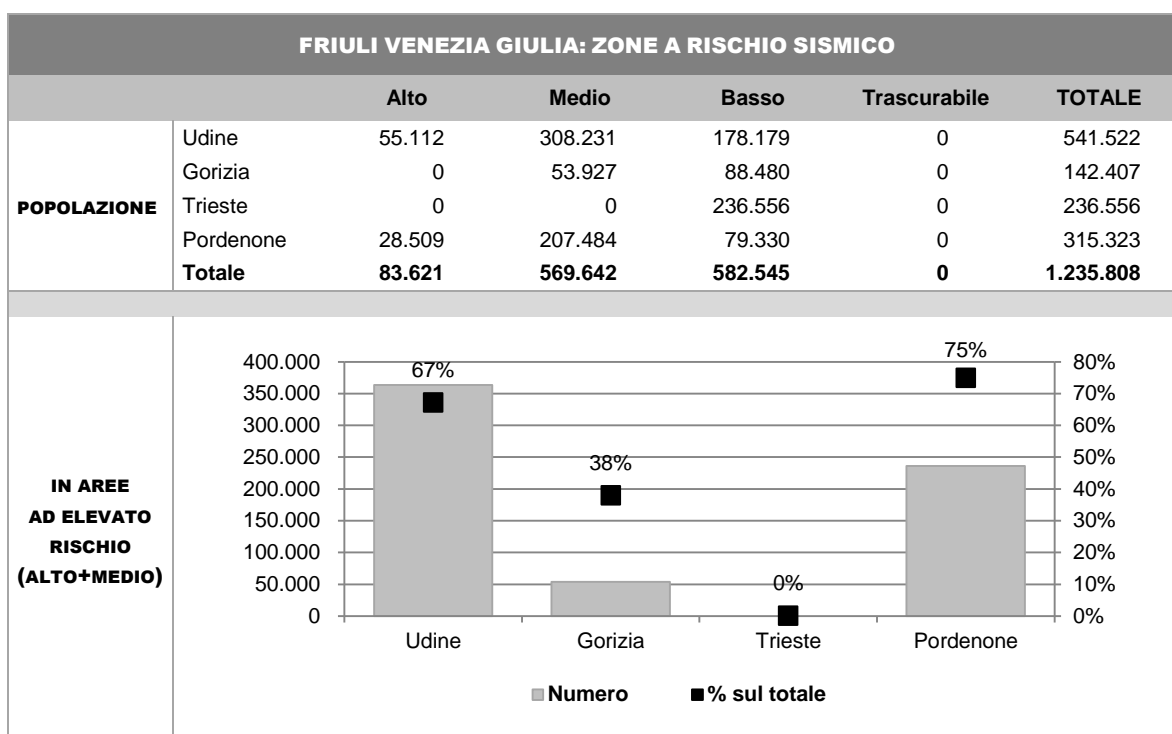 FRIULI VENEZIA GIULIA: ZONE A RISCHIO SISMICO
Alto Medio Basso Trascurabile TOTALE
POPOLAZIONE
Udine 55.112 308.231 178.179 0 541.522
Gorizia 0 53.927 88.480 0 142.407
Trieste 0 0 236.556 0 236.556
Pordenone 28.509 207.484 79.330 0 315.323
Totale 83.621 569.642 582.545 0 1.235.808
IN AREE
AD ELEVATO
RISCHIO
(ALTO+MEDIO)
400.000
350.000
300.000
250.000
200.000
150.000
100.000
50.000
0
67%
38%
0%
75%
80%
70%
60%
50%
40%
30%
20%
10%
0%
Udine Gorizia Trieste Pordenone
Numero % sul totale